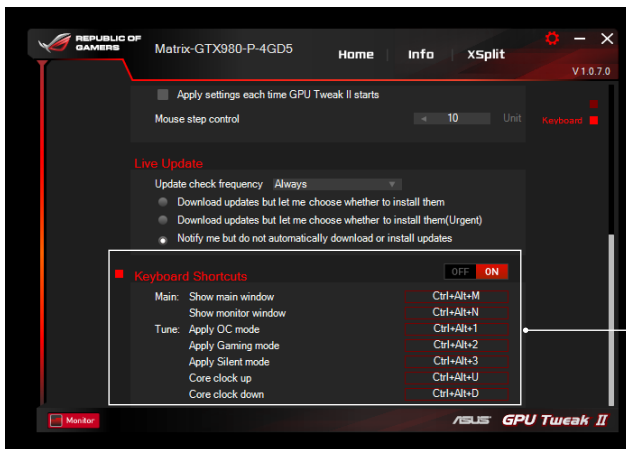 REPUBLIC OF
GAMERS
Matrix-GTX980-P-4GD5
Home
Info
XSplit
V 1.0.7.0
Apply settings each time GPU Tweak II starts
Mouse step control
10
Unit
Keyboard
Live Update
Update check frequency Always
Download updates but let me choose whether to install them
Download updates but let me choose whether to install them(Urgent)
Notify me but do not automatically download or install updates
Keyboard Shortcuts
OFF ON
Main: Show main window Ctrl+Alt+M
Show monitor window Ctrl+Alt+N
Tune: Apply OC mode Ctrl+Alt+1
Apply Gaming mode Ctrl+Alt+2
Apply Silent mode Ctrl+Alt+3
Core clock up Ctrl+Alt+U
Core clock down Ctrl+Alt+D
Monitor
ASUS GPU Tweak II